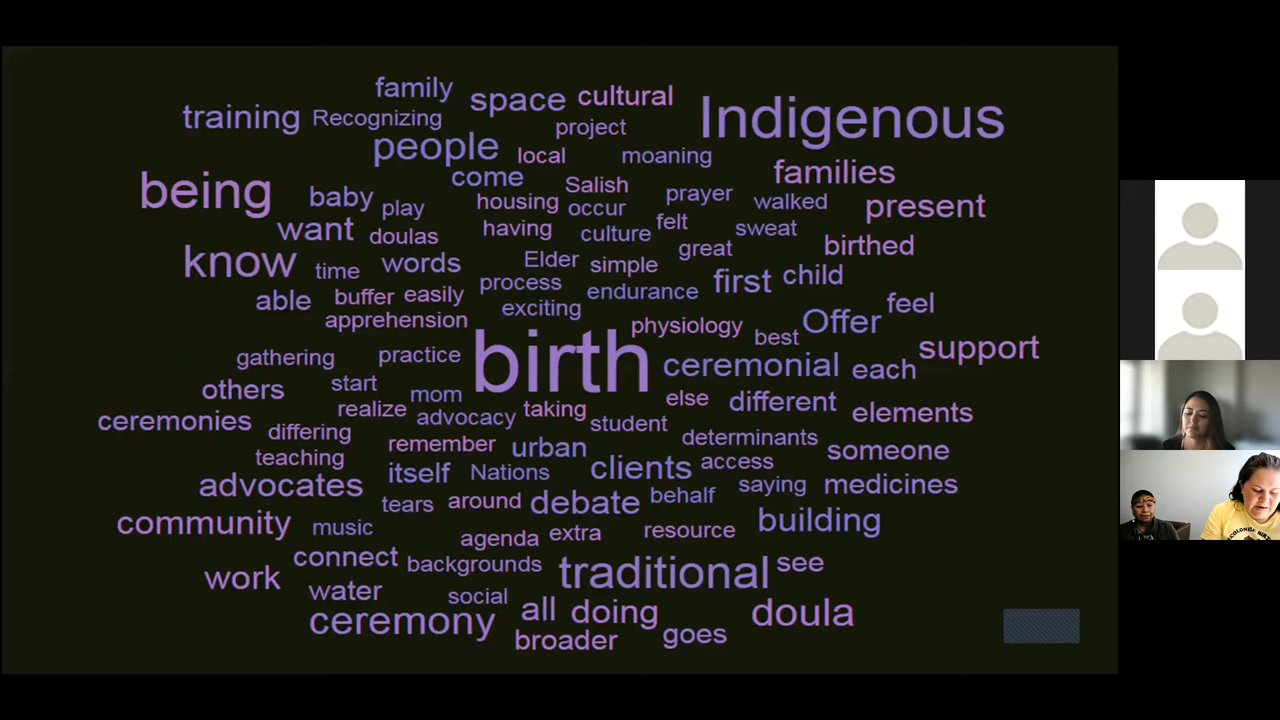 family
space
cultural
Indigenous
training
Recognizing
project
people
local
moaning
families
come
Salish
being
baby
play
housing
occur
prayer
walked
present
want
doulas
having
culture
felt
sweat
great
birthed
know
time
words
Elder
simple
first
child
able
buffer
easily
process
endurance
exciting
Offer
feel
apprehension
physiology
best
support
gathering
practice
birth
ceremonial
each
others
start
mom
else
different
elements
ceremonies
realize
advocacy
taking
student
differing
remember
urban
determinants
someone
teaching
itself
Nations
clients
access
advocates
tears
around
debate
behalf
saying
medicines
community
music
agenda
extra
resource
building
connect
backgrounds
traditional
see
work
water
social
all
doing
doula
ceremony
broader
goes